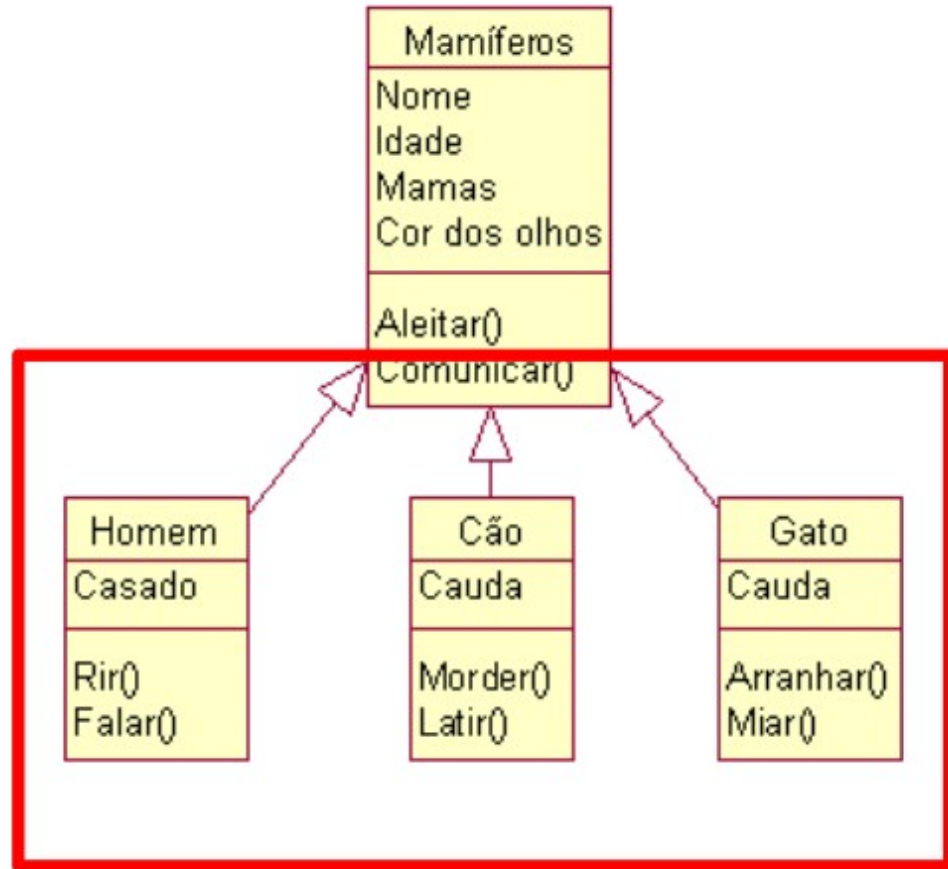 Mamíferos
Nome
Idade
Mamas
Cor dos olhos
Aleitar()
Comunicar()
Homem
Casado
Rir()
Falar()
Cão
Cauda
Morder()
Latir()
Gato
Cauda
Arranhar()
Miar()